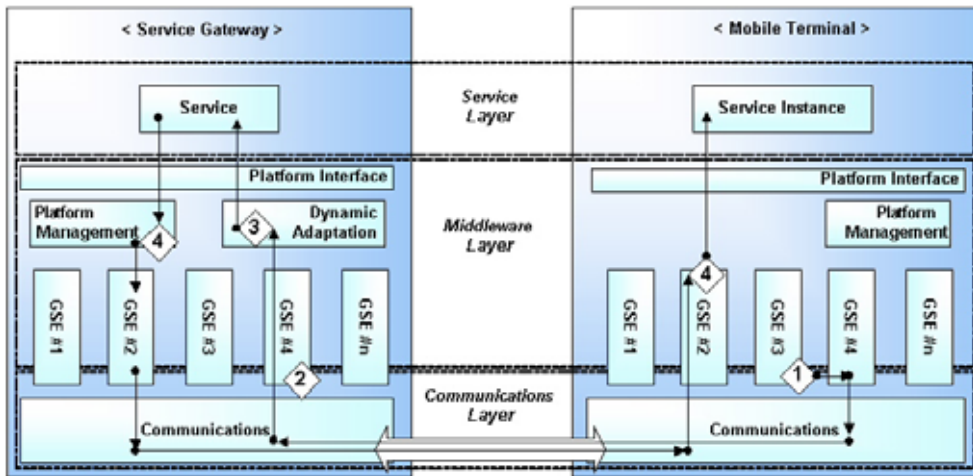 < Service Gateway >
< Mobile Terminal >
Service
Service
Layer
Service Instance
Platform Interface
Platform Interface
Platform
Management
4
3
Dynamic
Adaptation
Middleware
Layer
Platform
Management
4
GSE #1
GSE #2
GSE #3
GSE #4
GSE #n
GSE #1
GSE #2
GSE #3
GSE #4
GSE #n
2
1
Communications
Layer
Communications
Communications